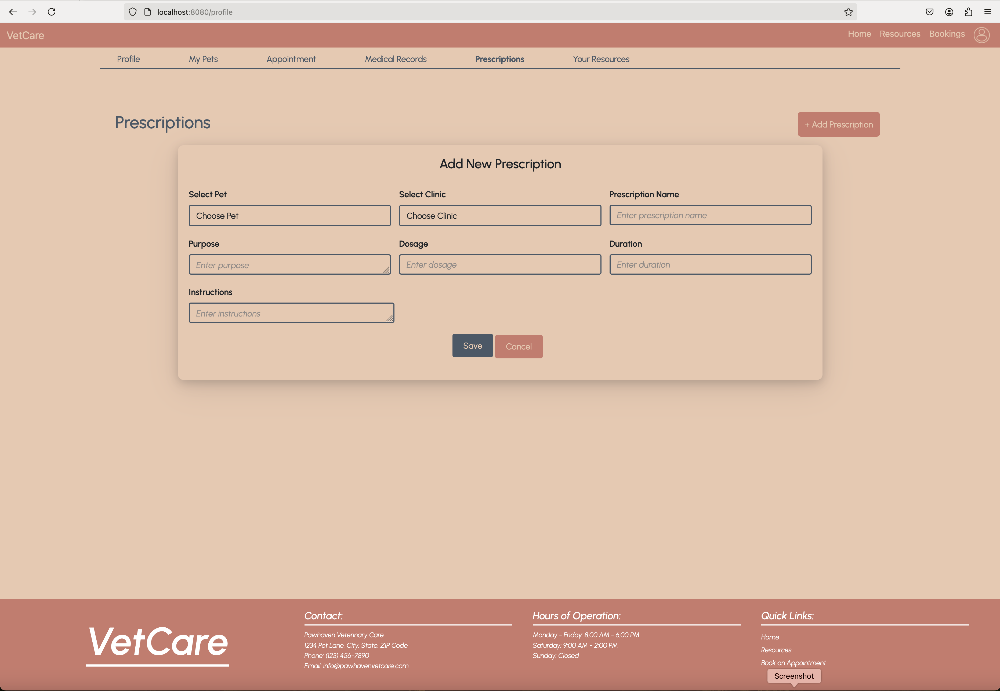 localhost:8080/profile
VetCare
Home Resources Bookings
Profile My Pets Appointment Medical Records Prescriptions Your Resources
Prescriptions
+ Add Prescription
Add New Prescription
Select Pet Select Clinic Prescription Name
Choose Pet Choose Clinic Enter prescription name
Purpose Dosage Duration
Enter purpose Enter dosage Enter duration
Instructions
Enter instructions
Save Cancel
VetCare
Contact:
Pawhaven Veterinary Care
1234 Pet Lane, City, State, ZIP Code
Phone: (123) 456-7890
Email: info@pawhavenvetcare.com
Hours of Operation:
Monday - Friday: 8:00 AM - 6:00 PM
Saturday: 9:00 AM - 2:00 PM
Sunday: Closed
Quick Links:
Home
Resources
Book an Appointment
Screenshot